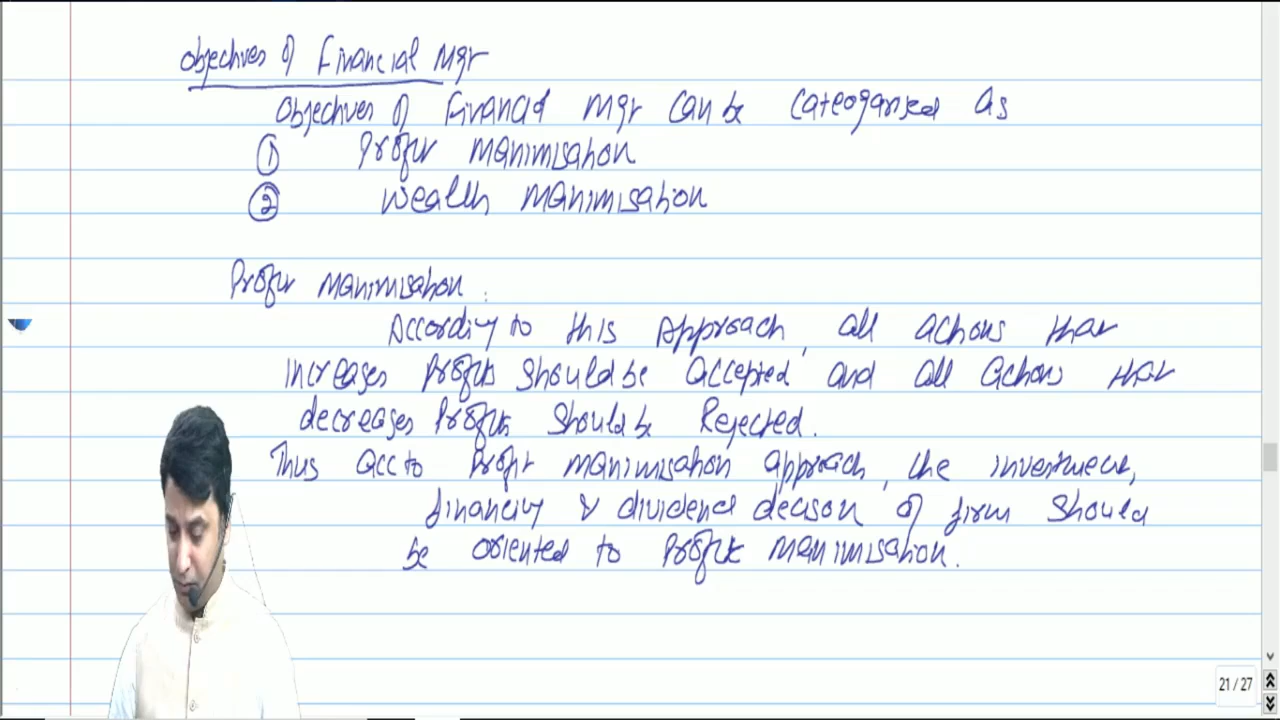 Objectives of Financial Mgt
Objectives of Financial Mgt can be Categorised as
① Profit Maximisation
② Wealth Maximisation
Profit Maximisation :
According to this Approach, all actions that
increases Profits should be accepted and all actions that
decreases Profits should be Rejected.
Thus acc to Profit maximisation approach, the investment,
financing & dividend decision of firm should
be oriented to Profit maximisation.
21 / 27